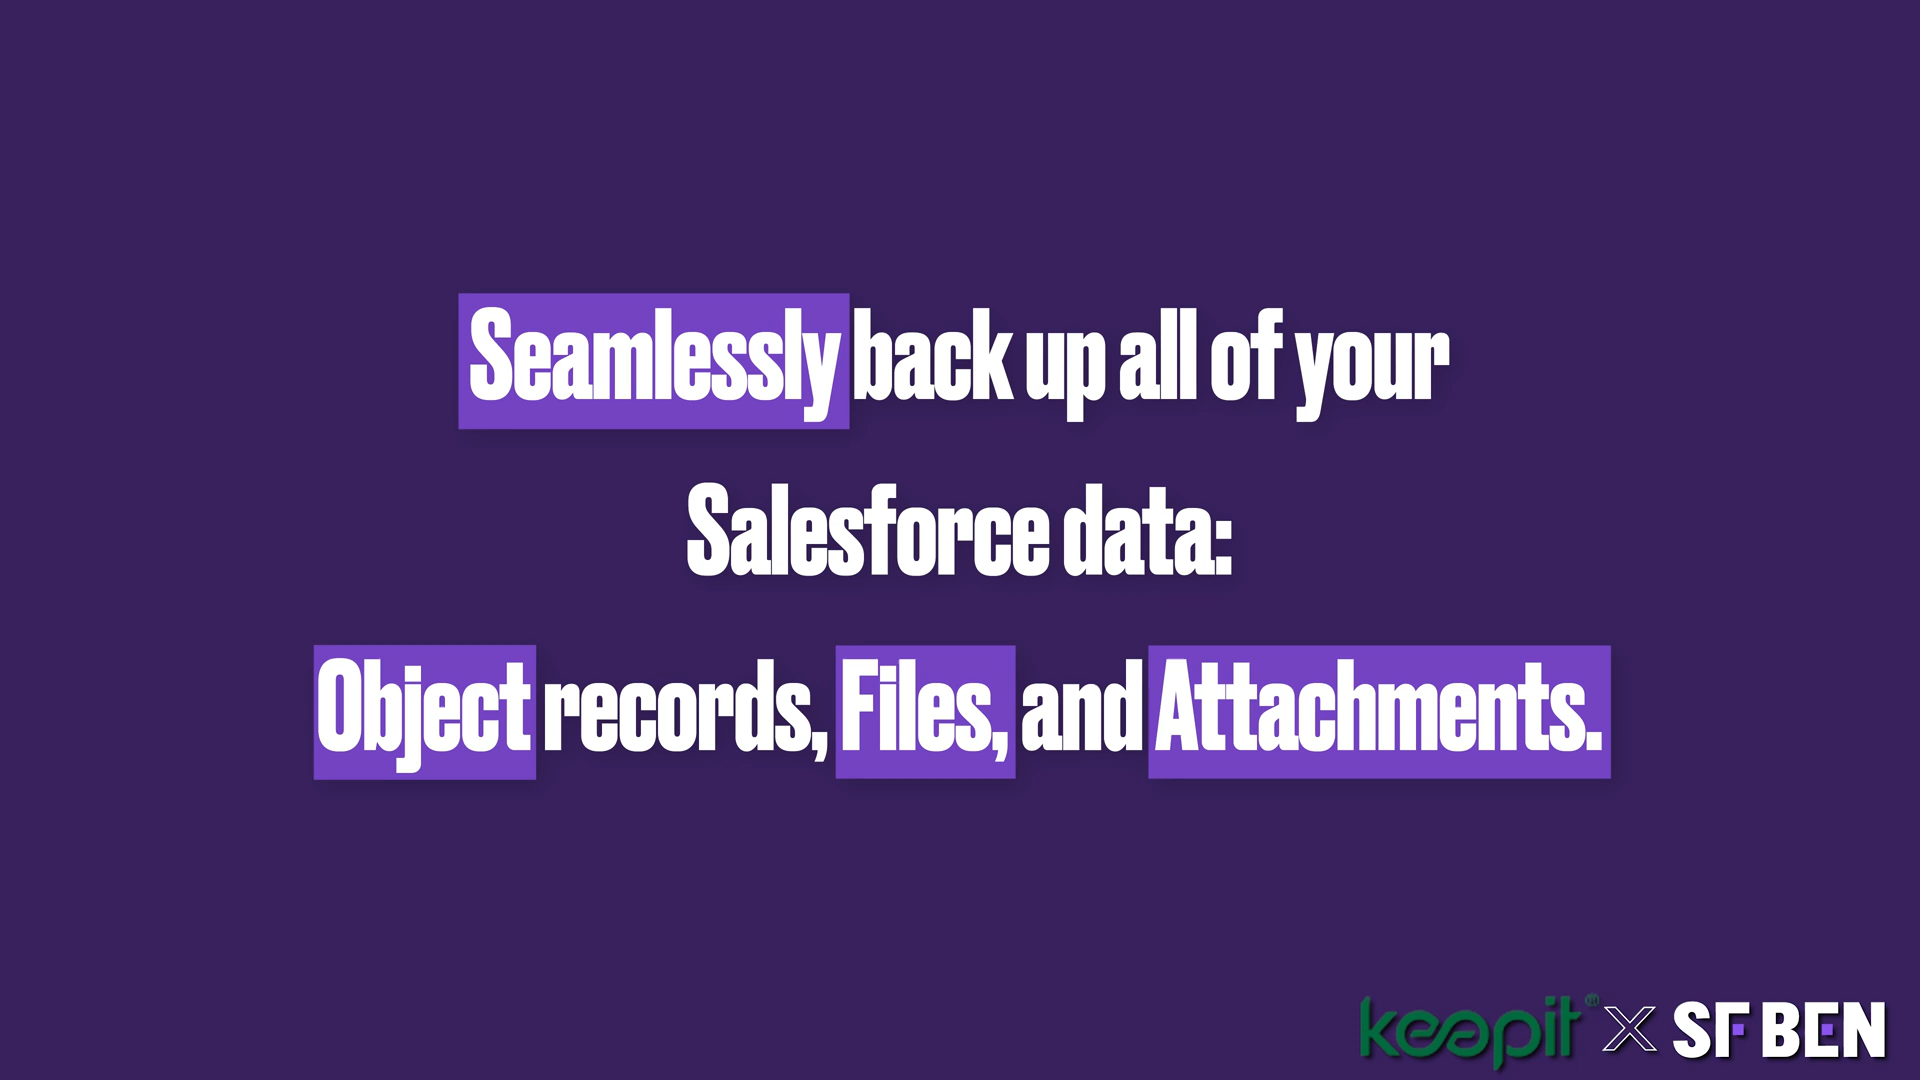 Seamlessly back up all of your
Salesforce data:
Object records, Files, and Attachments.
keepit® X SF BEN